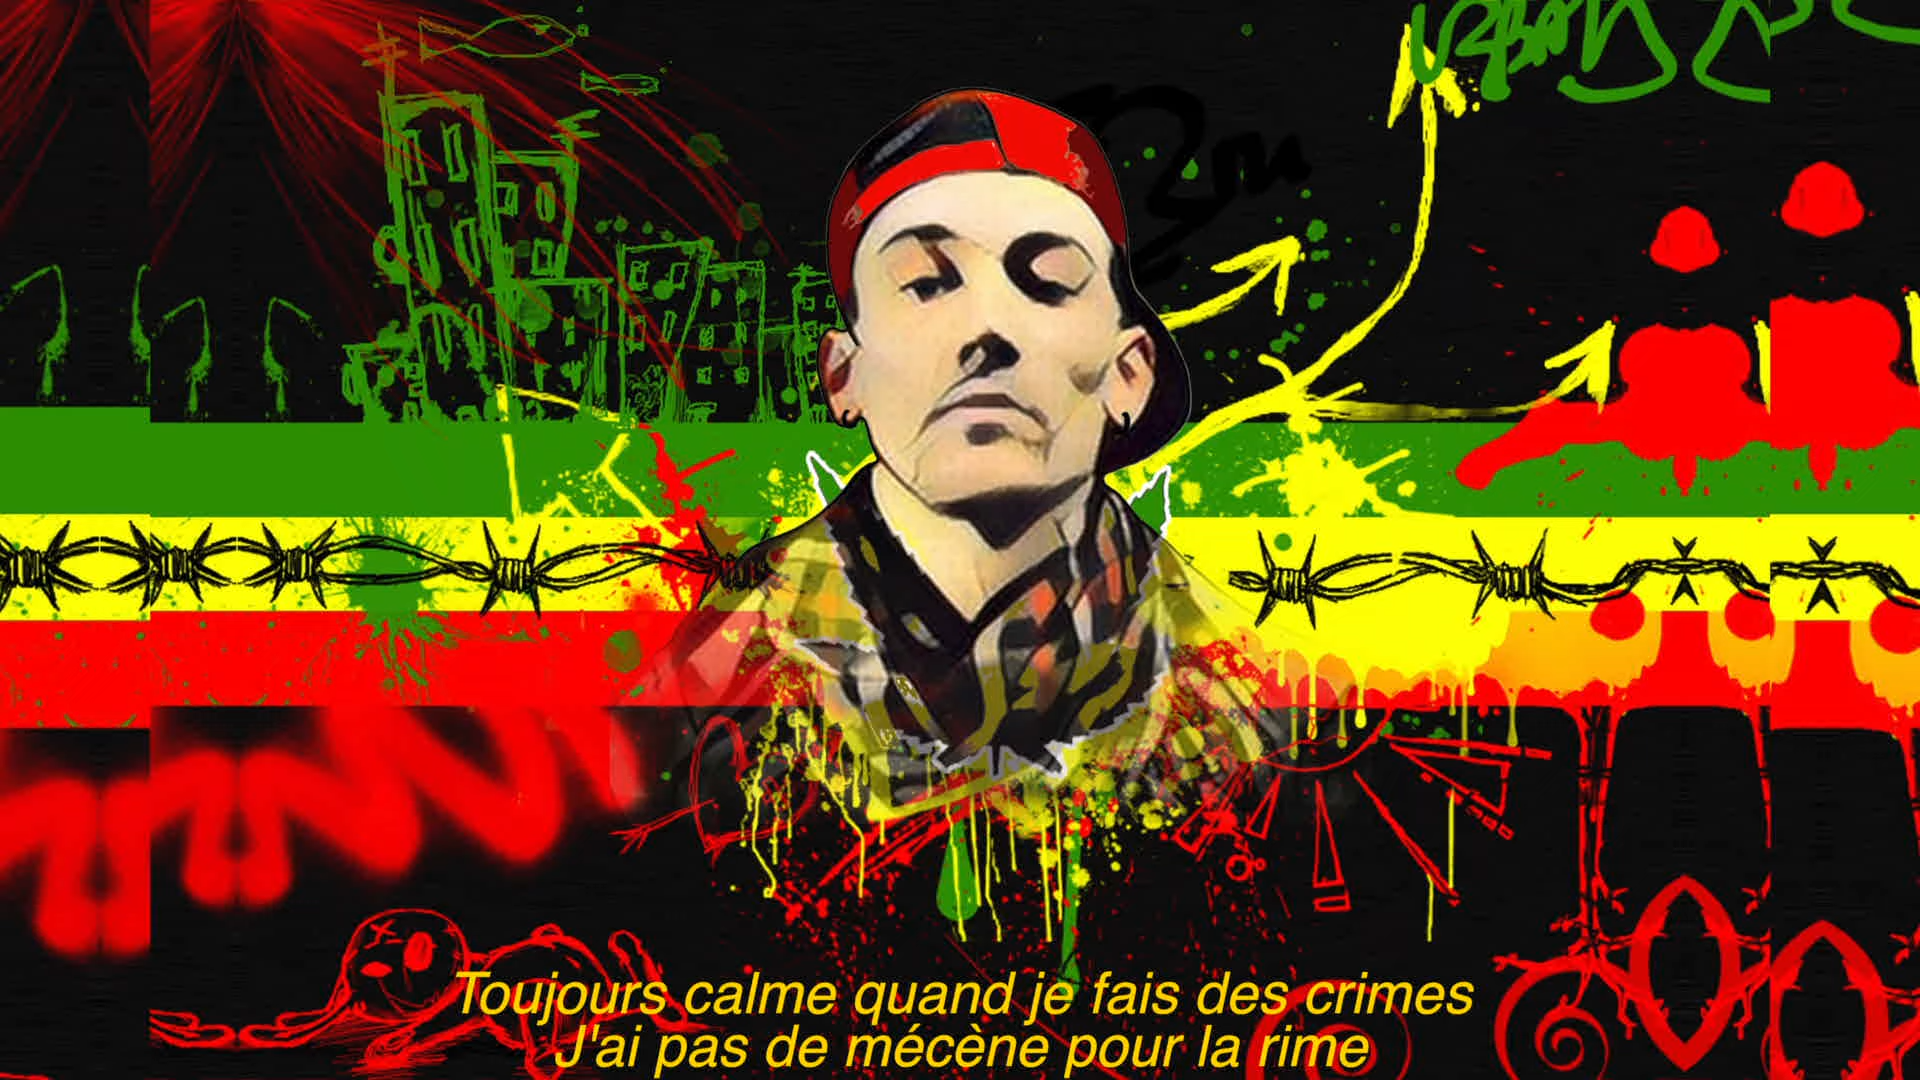 Toujours calme quand je fais des crimes
J'ai pas de mécène pour la rime